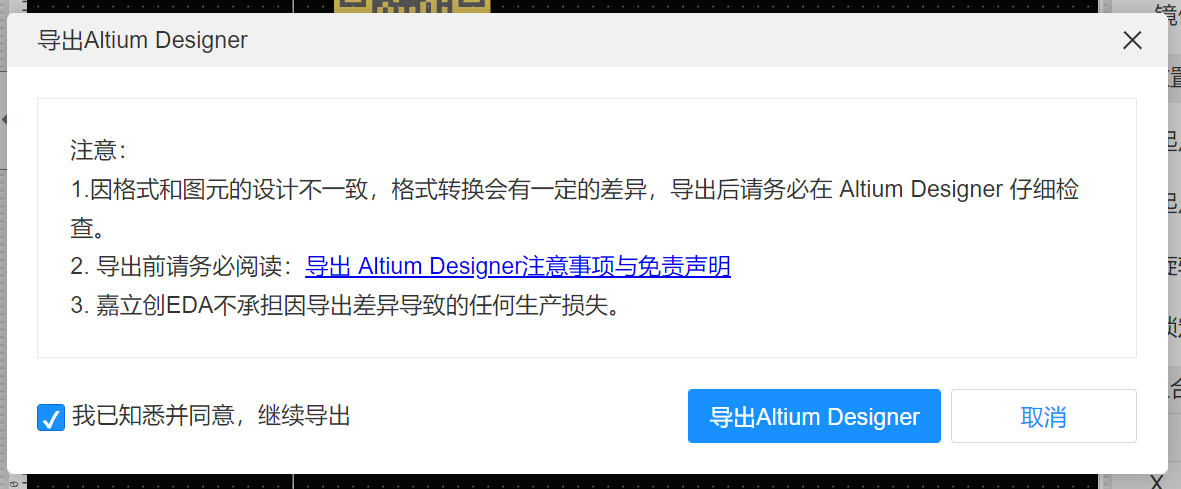 导出Altium Designer
注意：
1.因格式和图元的设计不一致，格式转换会有一定的差异，导出后请务必在 Altium Designer 仔细检
查。
2. 导出前请务必阅读：导出 Altium Designer注意事项与免责声明
3. 嘉立创EDA不承担因导出差异导致的任何生产损失。
我已知悉并同意，继续导出
导出Altium Designer
取消
X